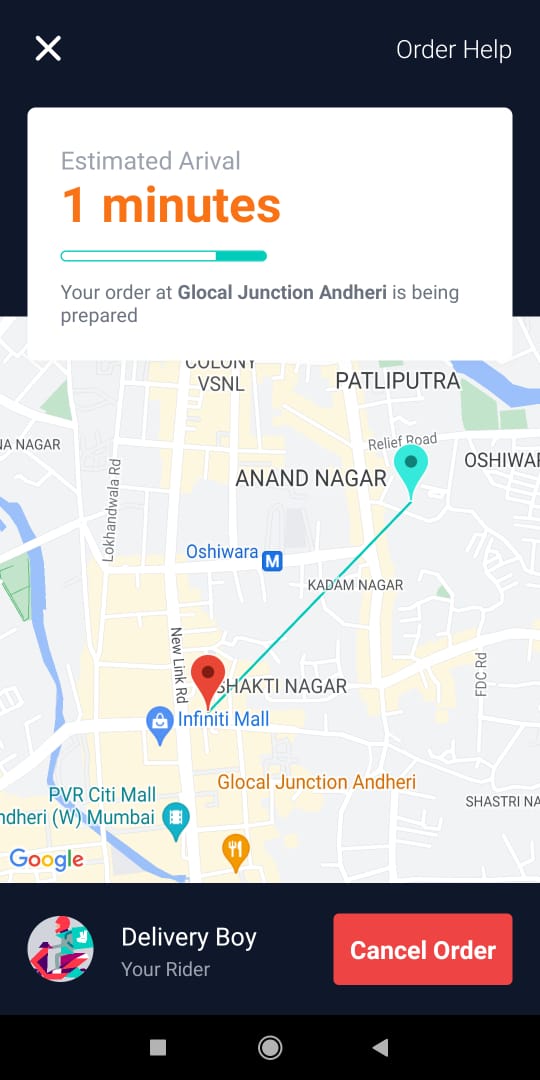 Order Help
Estimated Arival
1 minutes
Your order at Glocal Junction Andheri is being
prepared
COLONY
VSNL
PATLIPUTRA
Relief Road
NA NAGAR
OSHIWAR
ANAND NAGAR
Lokhandwala Rd
Oshiwara
M
KADAM NAGAR
New Link Rd
SHAKTI NAGAR
FDC Rd
Infiniti Mall
Glocal Junction Andheri
PVR Citi Mall
ndheri (W) Mumbai
SHASTRI NA
Google
Delivery Boy
Your Rider
Cancel Order